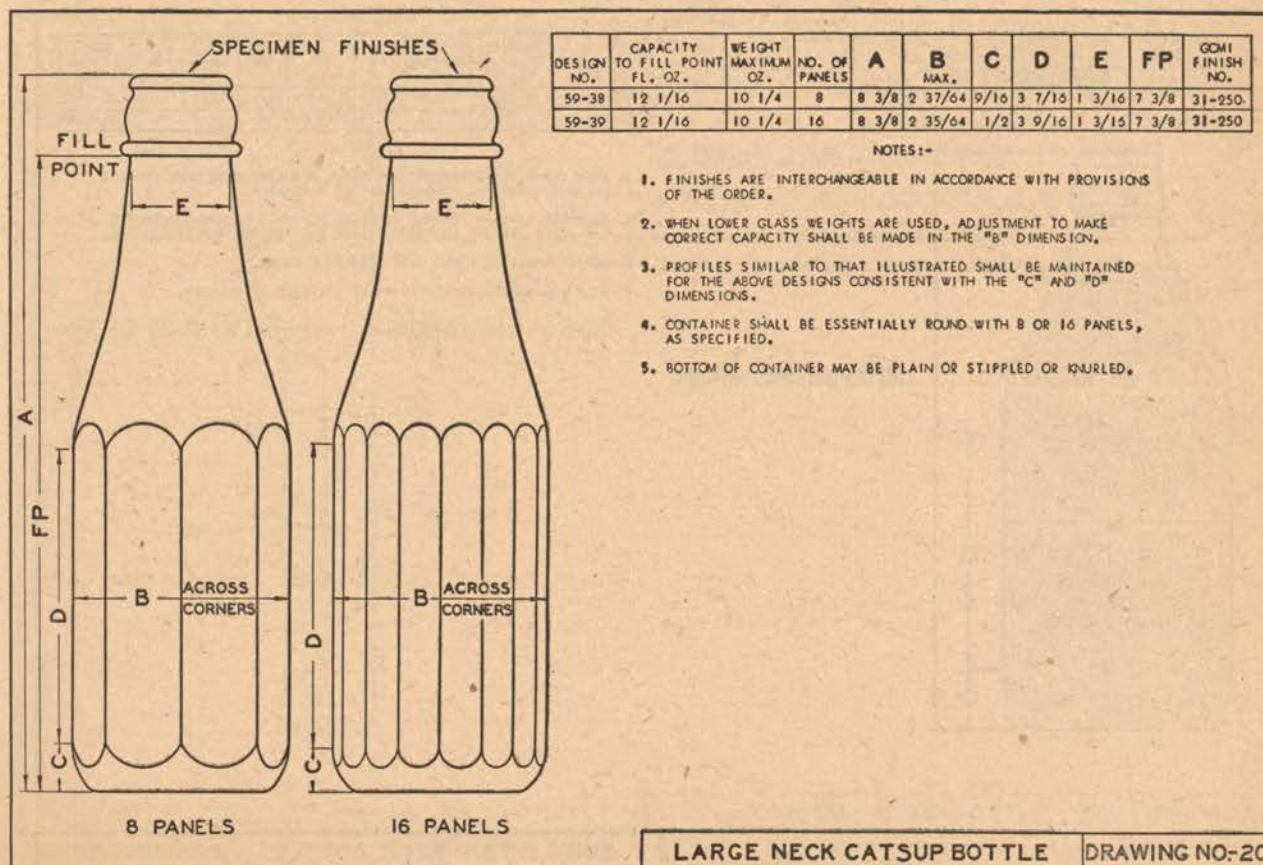 SPECIMEN FINISHES
FILL
POINT
E
E
A
FP
D
B
ACROSS
CORNERS
C
D
B
ACROSS
CORNERS
C
8 PANELS
16 PANELS
DESIGN NO. CAPACITY TO FILL POINT FL. OZ. WEIGHT MAXIMUM OZ. NO. OF PANELS A B MAX. C D E FP GCMI FINISH NO.
59-38 12 1/16 10 1/4 8 8 3/8 2 37/64 9/16 3 7/16 1 3/16 7 3/8 31-250
59-39 12 1/16 10 1/4 16 8 3/8 2 35/64 1/2 3 9/16 1 3/16 7 3/8 31-250
NOTES:-
1. FINISHES ARE INTERCHANGEABLE IN ACCORDANCE WITH PROVISIONS
OF THE ORDER.
2. WHEN LOWER GLASS WEIGHTS ARE USED, ADJUSTMENT TO MAKE
CORRECT CAPACITY SHALL BE MADE IN THE "B" DIMENSION.
3. PROFILES SIMILAR TO THAT ILLUSTRATED SHALL BE MAINTAINED
FOR THE ABOVE DESIGNS CONSISTENT WITH THE "C" AND "D"
DIMENSIONS.
4. CONTAINER SHALL BE ESSENTIALLY ROUND WITH 8 OR 16 PANELS,
AS SPECIFIED.
5. BOTTOM OF CONTAINER MAY BE PLAIN OR STIPPLED OR KNURLED.
LARGE NECK CATSUP BOTTLE DRAWING NO-20